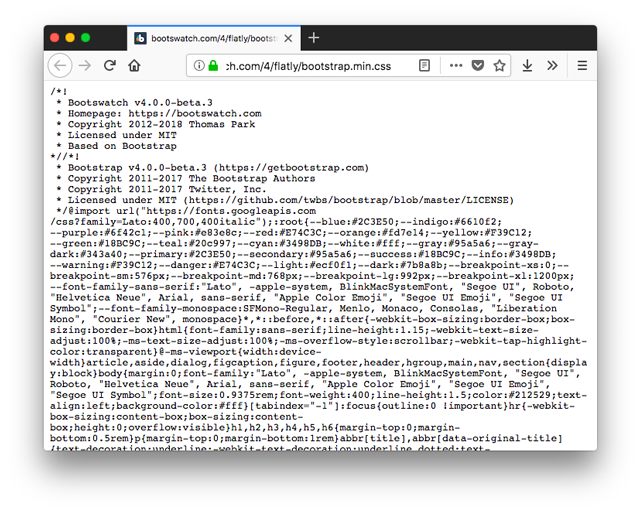 bootswatch.com/4/flatly/bootst
ch.com/4/flatly/bootstrap.min.css
/*!
 * Bootswatch v4.0.0-beta.3
 * Homepage: https://bootswatch.com
 * Copyright 2012-2018 Thomas Park
 * Licensed under MIT
 * Based on Bootstrap
*//*!
 * Bootstrap v4.0.0-beta.3 (https://getbootstrap.com)
 * Copyright 2011-2017 The Bootstrap Authors
 * Copyright 2011-2017 Twitter, Inc.
 * Licensed under MIT (https://github.com/twbs/bootstrap/blob/master/LICENSE)
 */@import url("https://fonts.googleapis.com
/css?family=Lato:400,700,400italic");:root{--blue:#2C3E50;--indigo:#6610f2;
--purple:#6f42c1;--pink:#e83e8c;--red:#E74C3C;--orange:#fd7e14;--yellow:#F39C12;
--green:#18BC9C;--teal:#20c997;--cyan:#3498DB;--white:#fff;--gray:#95a5a6;--gray-
dark:#343a40;--primary:#2C3E50;--secondary:#95a5a6;--success:#18BC9C;--info:#3498DB;
--warning:#F39C12;--danger:#E74C3C;--light:#ecf0f1;--dark:#7b8a8b;--breakpoint-xs:0;--
breakpoint-sm:576px;--breakpoint-md:768px;--breakpoint-lg:992px;--breakpoint-xl:1200px;
--font-family-sans-serif:"Lato", -apple-system, BlinkMacSystemFont, "Segoe UI", Roboto,
"Helvetica Neue", Arial, sans-serif, "Apple Color Emoji", "Segoe UI Emoji", "Segoe UI
Symbol";--font-family-monospace:SFMono-Regular, Menlo, Monaco, Consolas, "Liberation
Mono", "Courier New", monospace}*,*::before,*::after{-webkit-box-sizing:border-box;box-
sizing:border-box}html{font-family:sans-serif;line-height:1.15;-webkit-text-size-
adjust:100%;-ms-text-size-adjust:100%;-ms-overflow-style:scrollbar;-webkit-tap-highlight-
color:transparent}@-ms-viewport{width:device-
width}article,aside,dialog,figcaption,figure,footer,header,hgroup,main,nav,section{displa
y:block}body{margin:0;font-family:"Lato", -apple-system, BlinkMacSystemFont, "Segoe UI",
Roboto, "Helvetica Neue", Arial, sans-serif, "Apple Color Emoji", "Segoe UI Emoji",
"Segoe UI Symbol";font-size:0.9375rem;font-weight:400;line-height:1.5;color:#212529;text-
align:left;background-color:#fff}[tabindex="-1"]:focus{outline:0 !important}hr{-webkit-
box-sizing:content-box;box-sizing:content-
box;height:0;overflow:visible}h1,h2,h3,h4,h5,h6{margin-top:0;margin-
bottom:0.5rem}p{margin-top:0;margin-bottom:1rem}abbr[title],abbr[data-original-title]
{text-decoration:underline;-webkit-text-decoration:underline dotted;text-